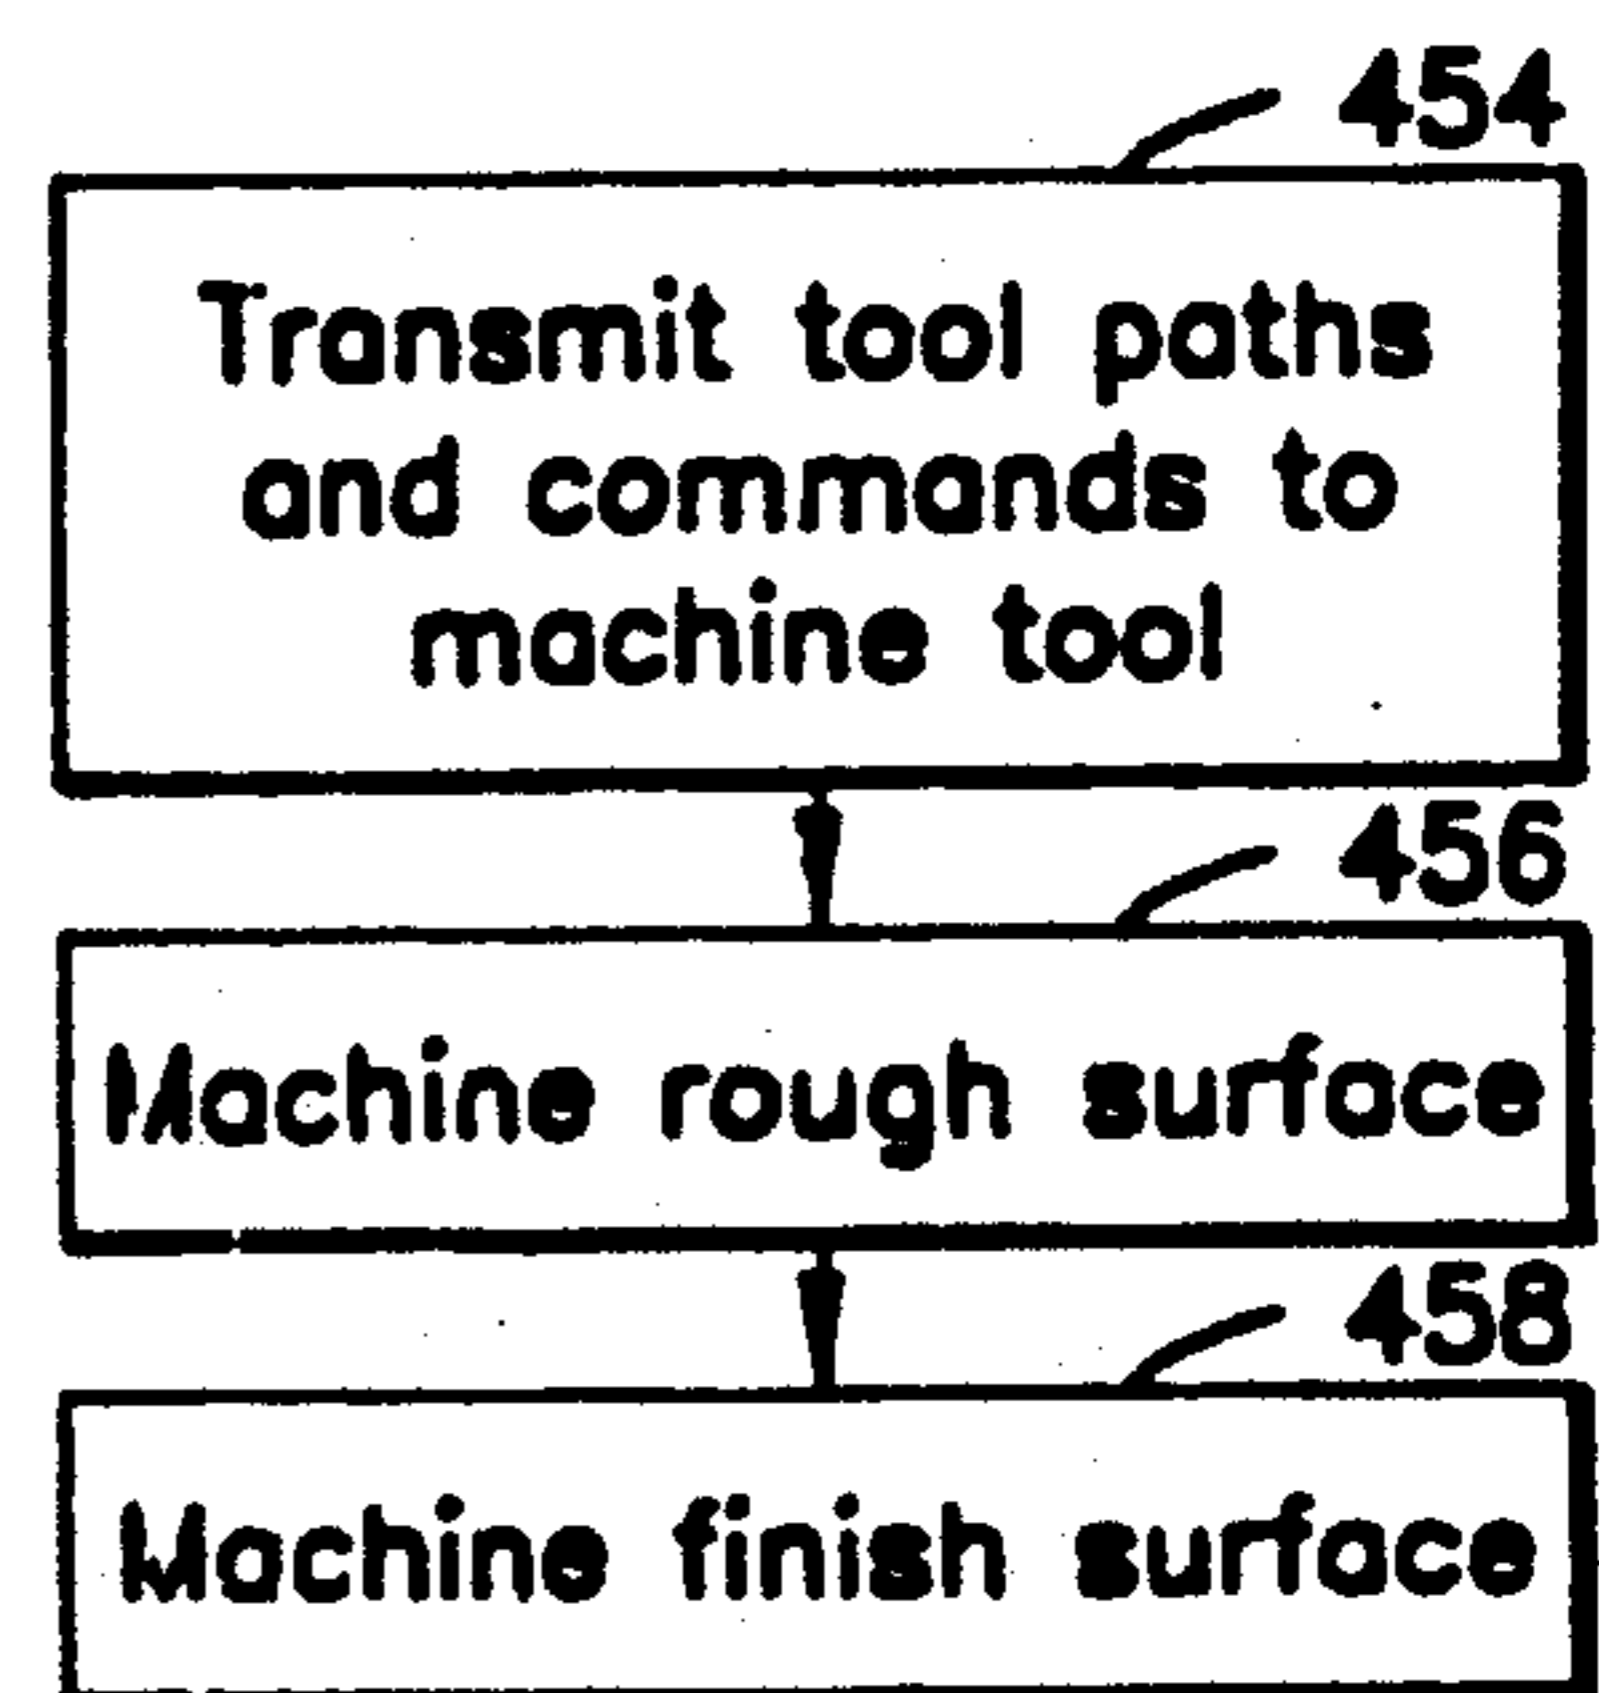 454
Transmit tool paths
and commands to
machine tool
456
Machine rough surface
458
Machine finish surface